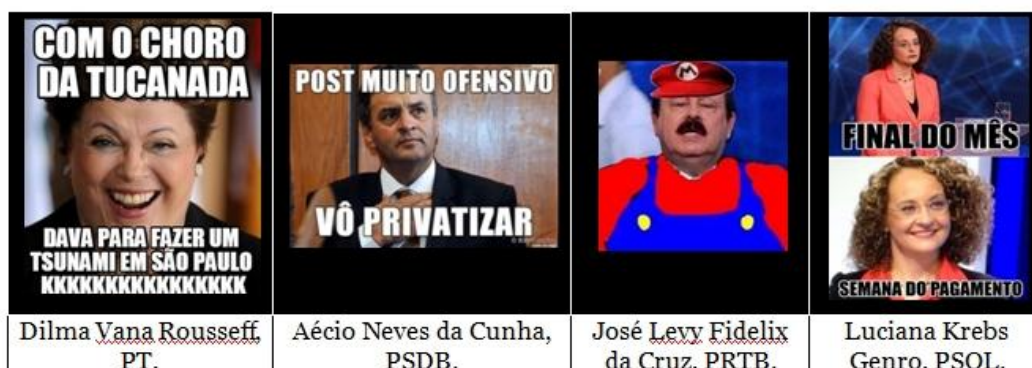 COM O CHORO
DA TUCANADA
DAVA PARA FAZER UM
TSUNAMI EM SÃO PAULO
KKKKKKKKKKKKKKKKK
POST MUITO OFENSIVO
VÔ PRIVATIZAR
M
FINAL DO MÊS
SEMANA DO PAGAMENTO
Dilma Vana Rousseff,
PT.
Aécio Neves da Cunha,
PSDB.
José Levy Fidelix
da Cruz, PRTB.
Luciana Krebs
Genro, PSOL.